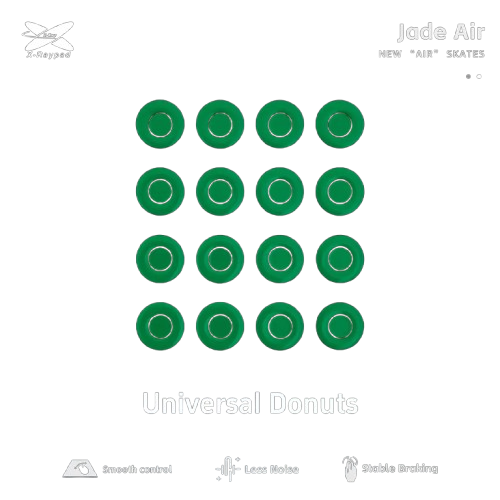 X-Raypad
Jade Air
NEW "AIR" SKATES
Universal Donuts
Smooth control
Less Noise
Stable Braking